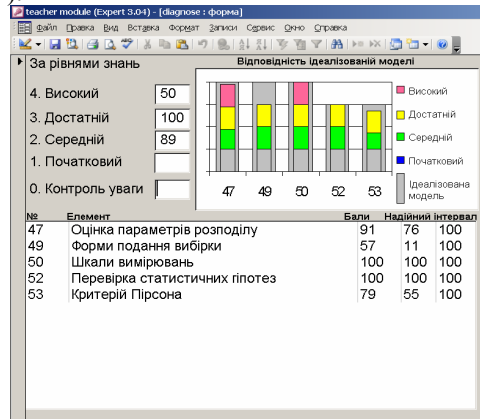 teacher module (Expert 3.04) - [diagnose : форма]
Файл Правка Вид Вставка Формат Записи Сервис Окно Справка
За рівнями знань
Відповідність ідеалізованій моделі
4. Високий 50
3. Достатній 100
2. Середній 89
1. Початковий
0. Контроль уваги
47 49 50 52 53
Високий
Достатній
Середній
Початковий
Ідеалізована
модель
№ Елемент Бали Надійний інтервал
47 Оцінка параметрів розподілу 91 76 100
49 Форми подання вибірки 57 11 100
50 Шкали вимірювань 100 100 100
52 Перевірка статистичних гіпотез 100 100 100
53 Критерій Пірсона 79 55 100